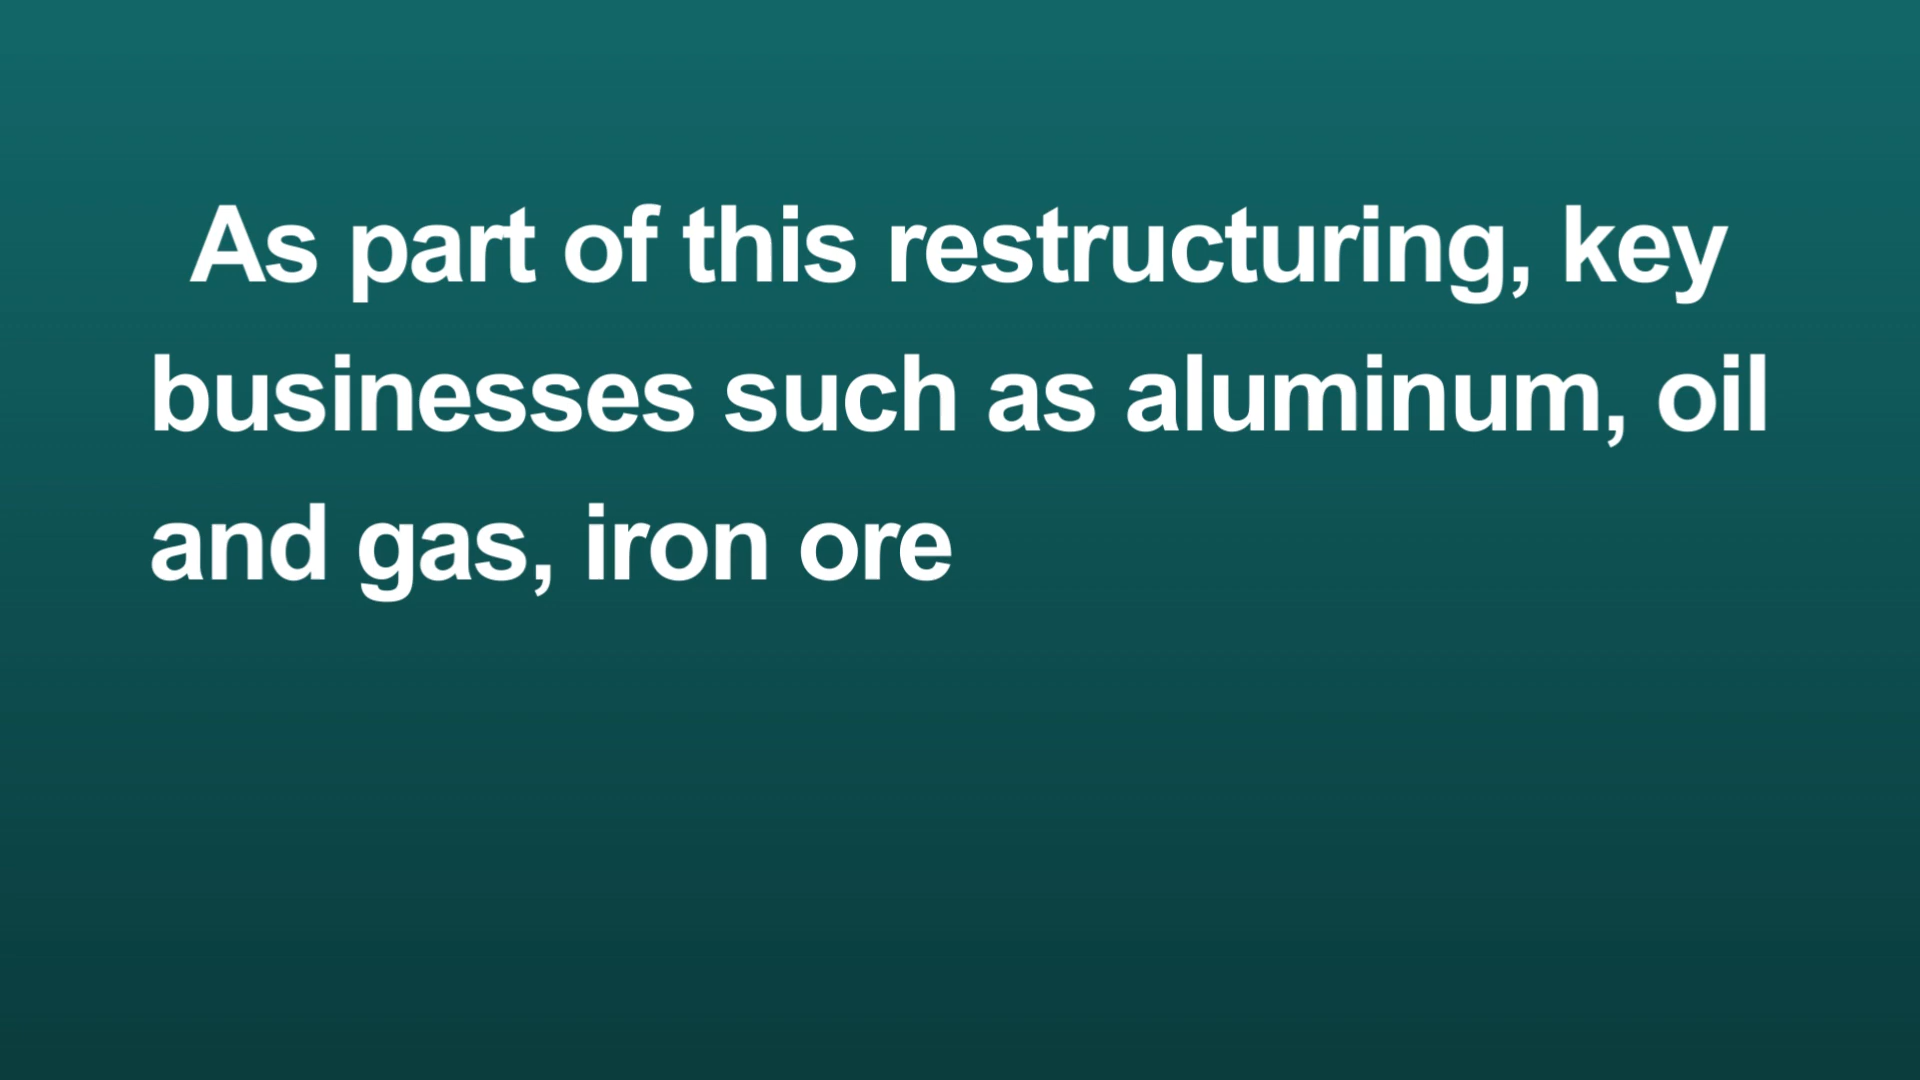 As part of this restructuring, key
businesses such as aluminum, oil
and gas, iron ore